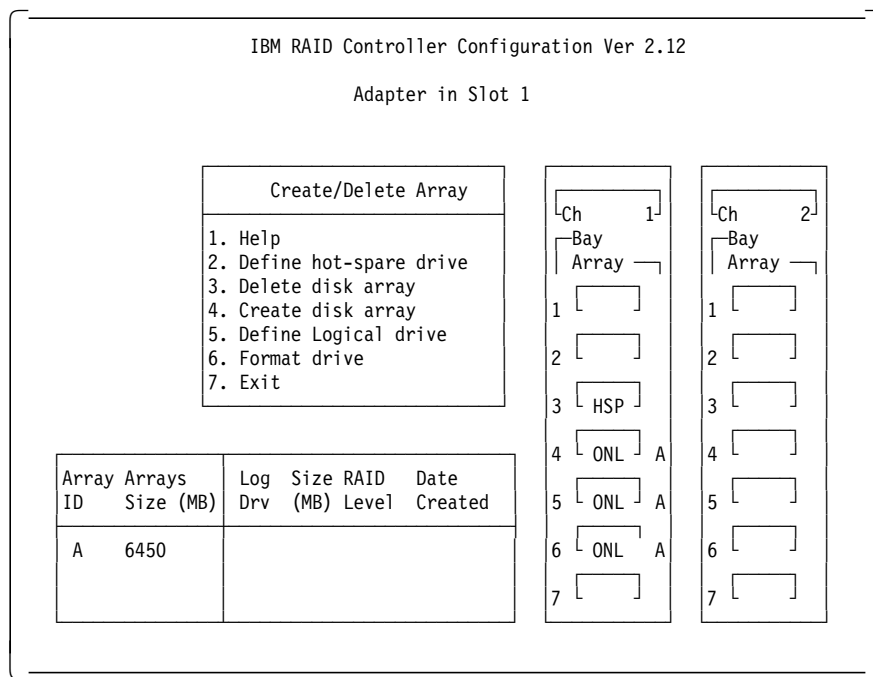 IBM RAID Controller Configuration Ver 2.12
Adapter in Slot 1
Create/Delete Array
1. Help
2. Define hot-spare drive
3. Delete disk array
4. Create disk array
5. Define Logical drive
6. Format drive
7. Exit
Ch 1
Bay
Array
1
2
3 HSP
4 ONL A
5 ONL A
6 ONL A
7
Ch 2
Bay
Array
1
2
3
4
5
6
7
Array Arrays Log Size RAID Date
ID Size (MB) Drv (MB) Level Created
A 6450